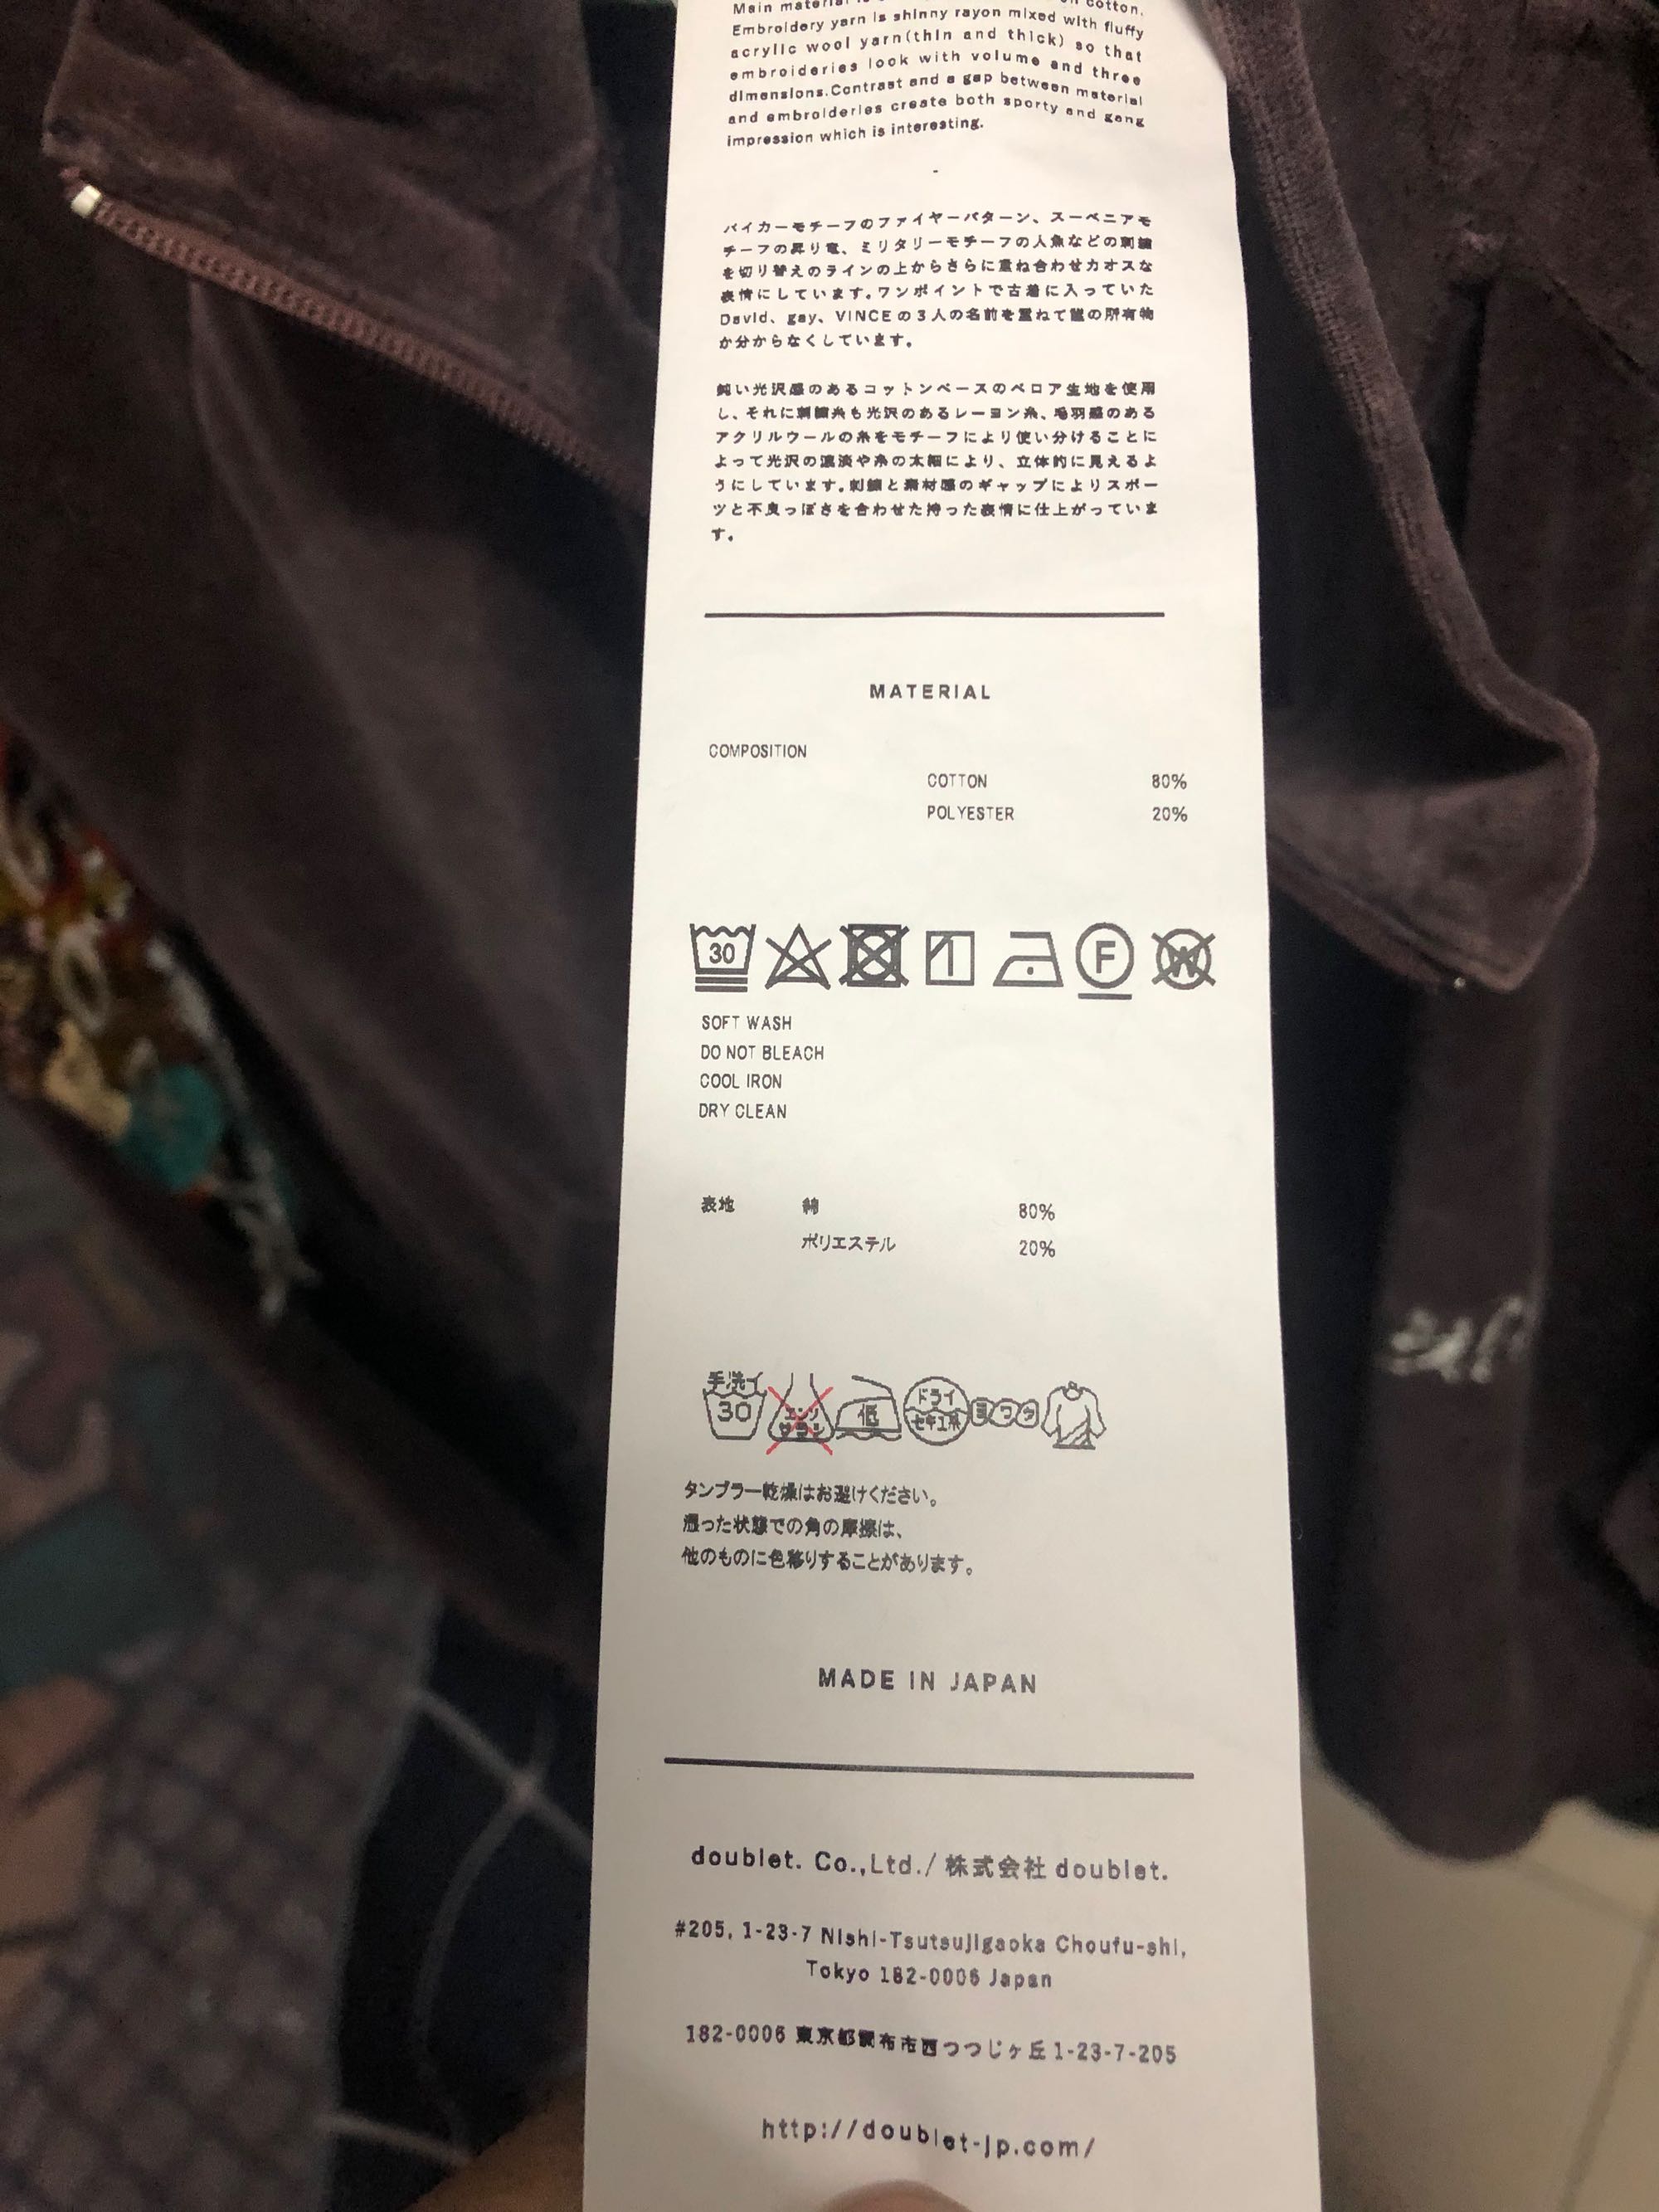 Main material is cotton.
Embroidery yarn is shinny rayon mixed with fluffy
acrylic wool yarn(thin and thick) so that
embroideries look with volume and three
dimensions.Contrast and a gap between material
and embroideries create both sporty and gang
impression which is interesting.
-
バイカーモチーフのファイヤーパターン、スーベニアモ
チーフの昇り竜、ミリタリーモチーフの人魚などの刺繍
を切り替えのラインの上からさらに重ね合わせカオスな
表情にしています。ワンポイントで古着に入っていた
David、gay、VINCEの3人の名前を重ねて誰の所有物
か分からなくしています。
鈍い光沢感のあるコットンベースのベロア生地を使用
し、それに刺繍糸も光沢のあるレーヨン糸、毛羽感のある
アクリルウールの糸をモチーフにより使い分けることに
よって光沢の濃淡や糸の太細により、立体的に見えるよ
うにしています。刺繍と素材感のギャップによりスポー
ツと不良っぽさを合わせた持った表情に仕上がっていま
す。
MATERIAL
COMPOSITION
COTTON 80%
POLYESTER 20%
30 1 F W
SOFT WASH
DO NOT BLEACH
COOL IRON
DRY CLEAN
表地 綿 80%
ポリエステル 20%
手洗イ
30 エンソサラシ 低 ドライ セキユ系 ヨワク
タンブラー乾燥はお避けください。
湿った状態での角の摩擦は、
他のものに色移りすることがあります。
MADE IN JAPAN
doublet. Co.,Ltd./ 株式会社 doublet.
#205, 1-23-7 Nishi-Tsutsujigaoka Choufu-shi,
Tokyo 182-0006 Japan
182-0006 東京都調布市西つつじヶ丘1-23-7-205
http://doublet-jp.com/